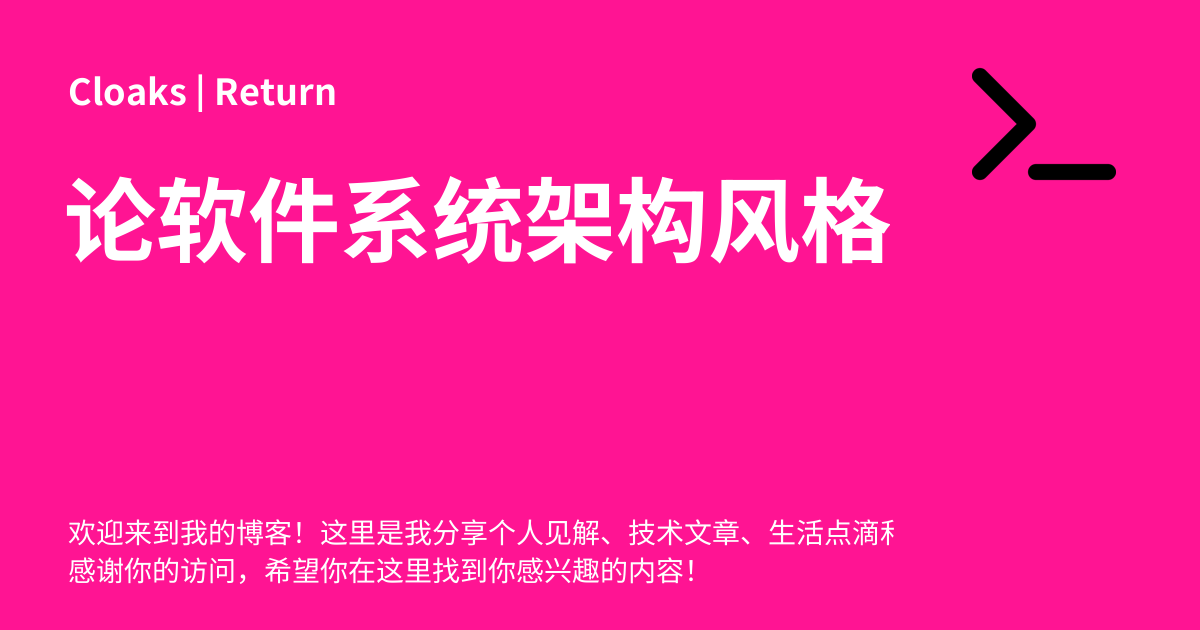 Cloaks | Return
论软件系统架构风格
欢迎来到我的博客！这里是我分享个人见解、技术文章、生活点滴
感谢你的访问，希望你在这里找到你感兴趣的内容！